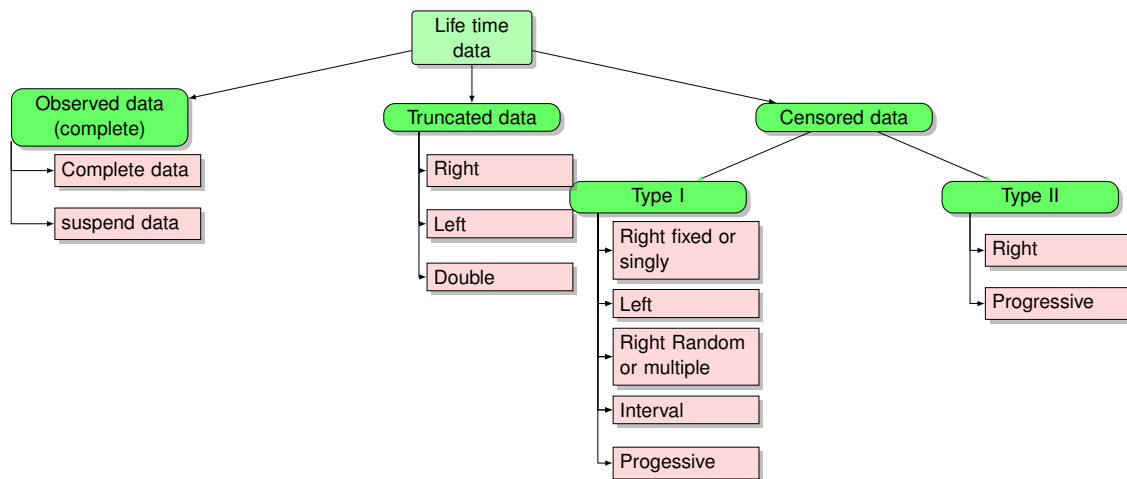 Life time
data
Observed data
(complete)
Complete data
suspend data
Truncated data
Right
Left
Double
Censored data
Type I
Right fixed or
singly
Left
Right Random
or multiple
Interval
Progessive
Type II
Right
Progressive